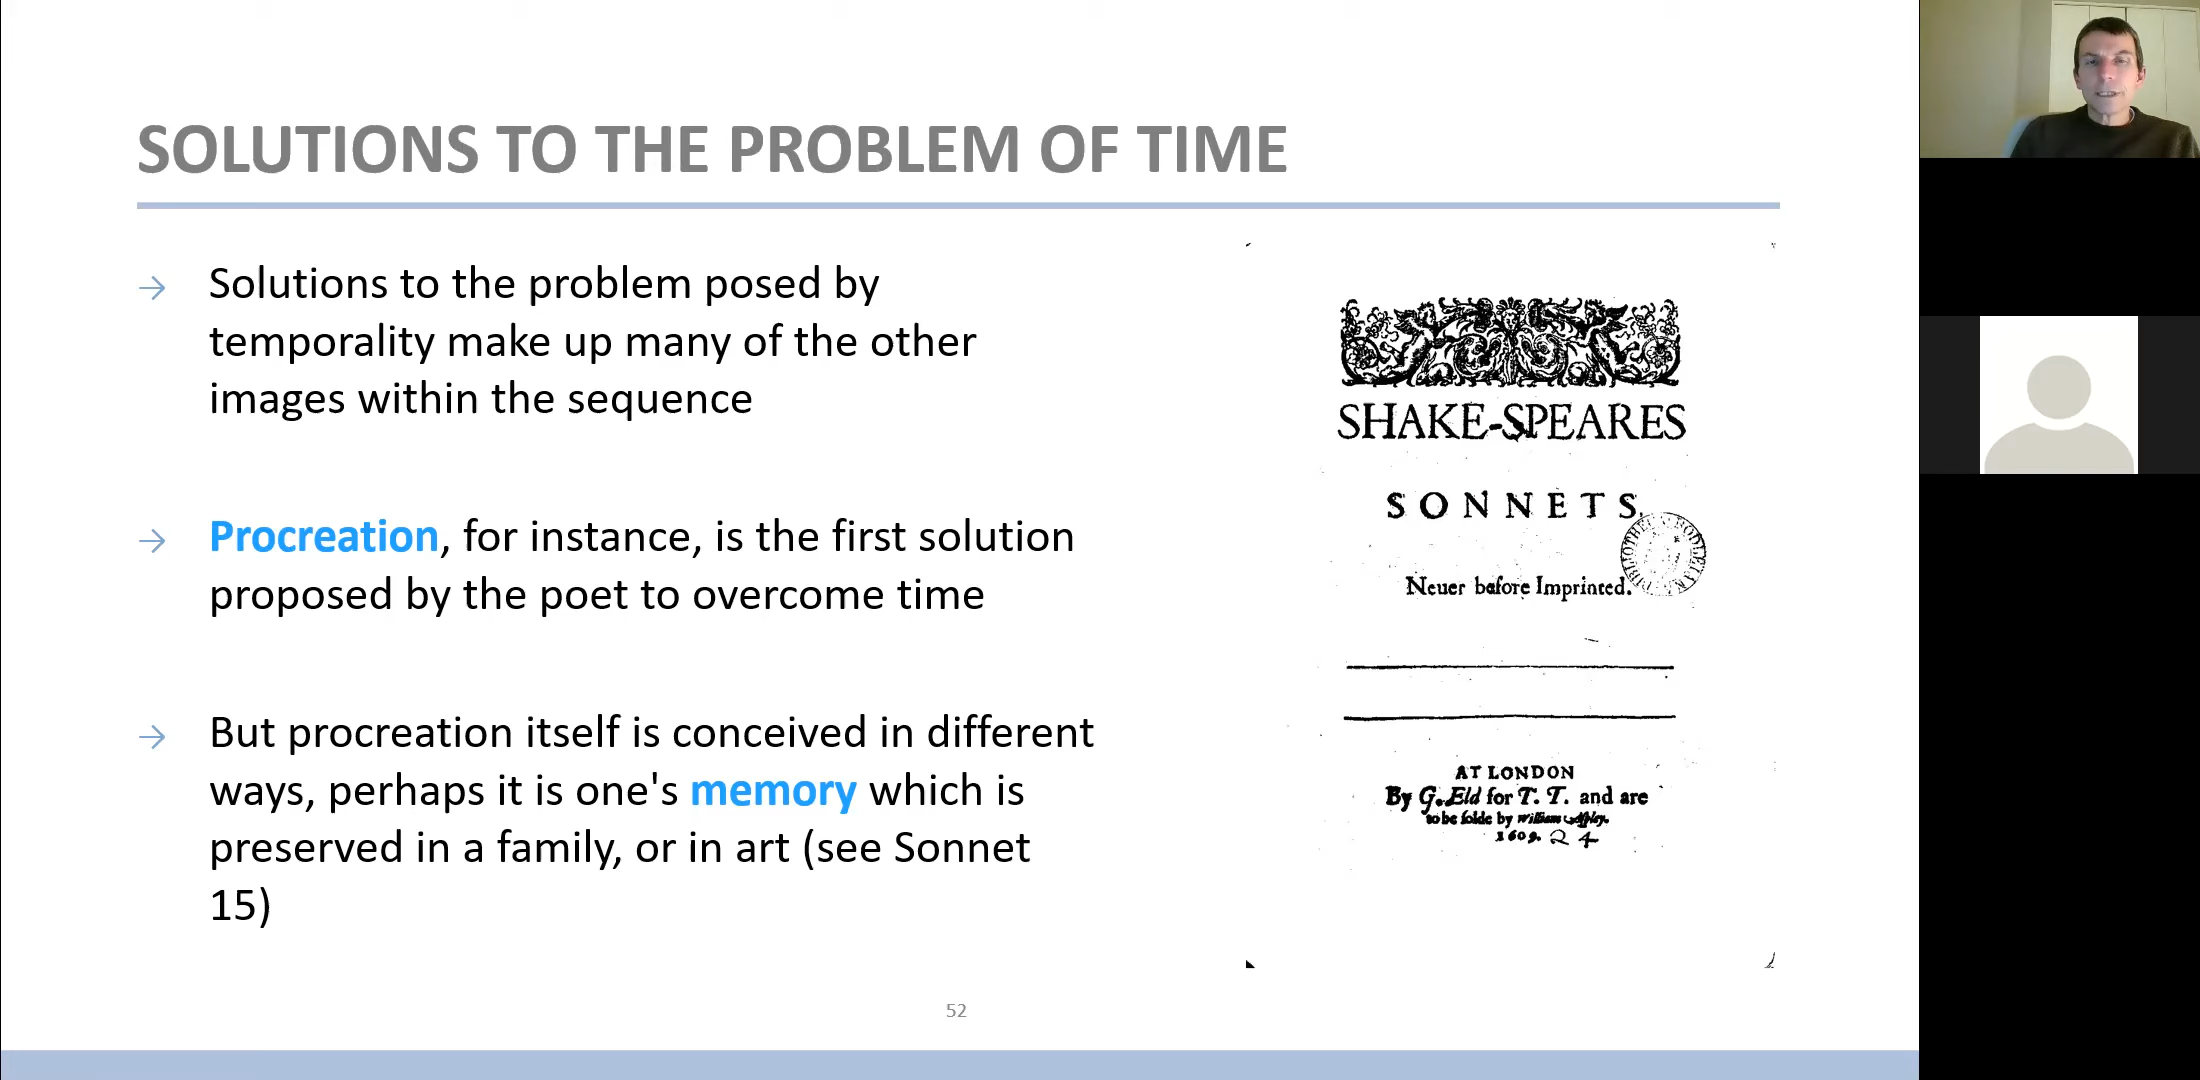 SOLUTIONS TO THE PROBLEM OF TIME
→ Solutions to the problem posed by
temporality make up many of the other
images within the sequence
→ Procreation, for instance, is the first solution
proposed by the poet to overcome time
→ But procreation itself is conceived in different
ways, perhaps it is one's memory which is
preserved in a family, or in art (see Sonnet
15)
SHAKE-SPEARES
SONNETS.
Neuer before Imprinted.
AT LONDON
By G. Eld for T. T. and are
to be solde by William
1609. 24
52